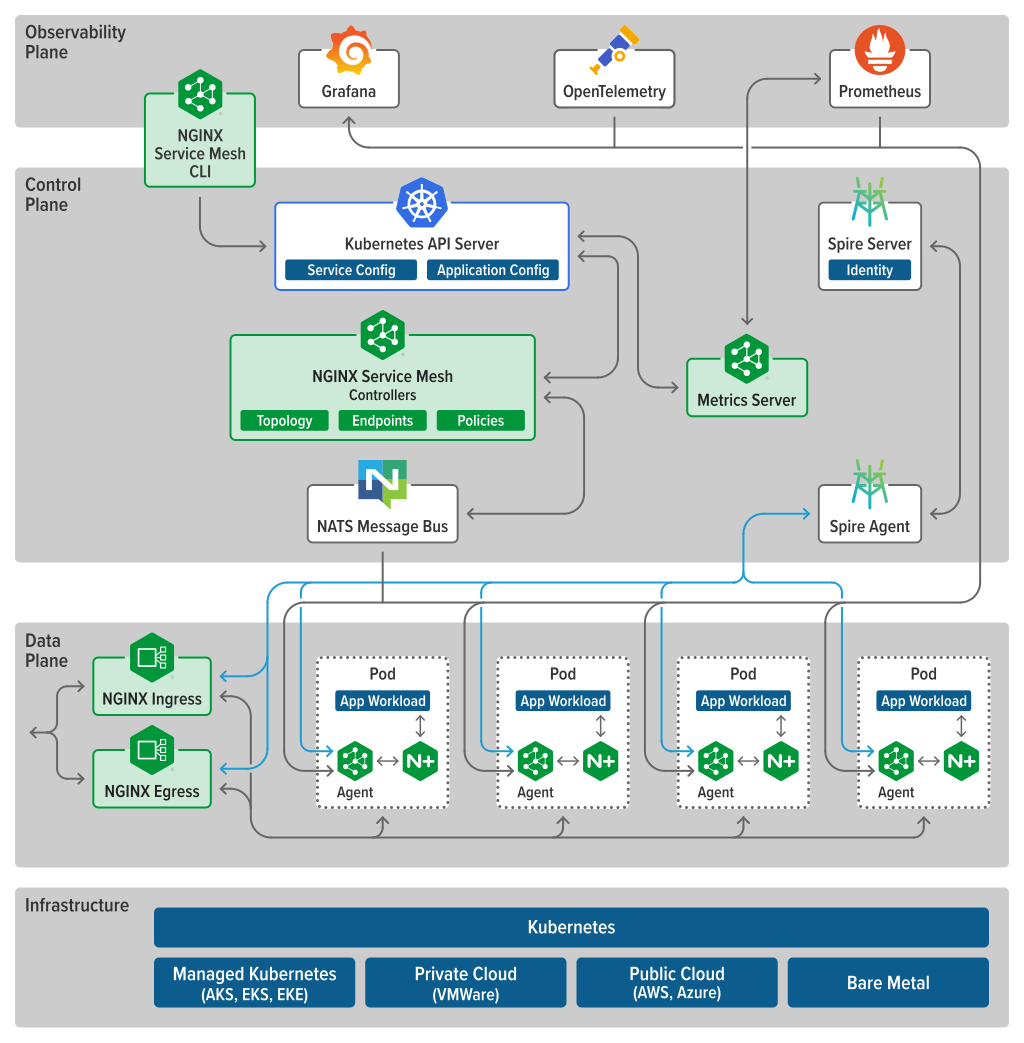 Observability
Plane
Grafana
OpenTelemetry
Prometheus
NGINX
Service Mesh
CLI
Control
Plane
Kubernetes API Server
Service Config
Application Config
Spire Server
Identity
NGINX Service Mesh
Controllers
Topology
Endpoints
Policies
Metrics Server
N
NATS Message Bus
Spire Agent
Data
Plane
NGINX Ingress
NGINX Egress
Pod
App Workload
N+
Agent
Pod
App Workload
N+
Agent
Pod
App Workload
N+
Agent
Pod
App Workload
N+
Agent
Infrastructure
Kubernetes
Managed Kubernetes
(AKS, EKS, EKE)
Private Cloud
(VMWare)
Public Cloud
(AWS, Azure)
Bare Metal